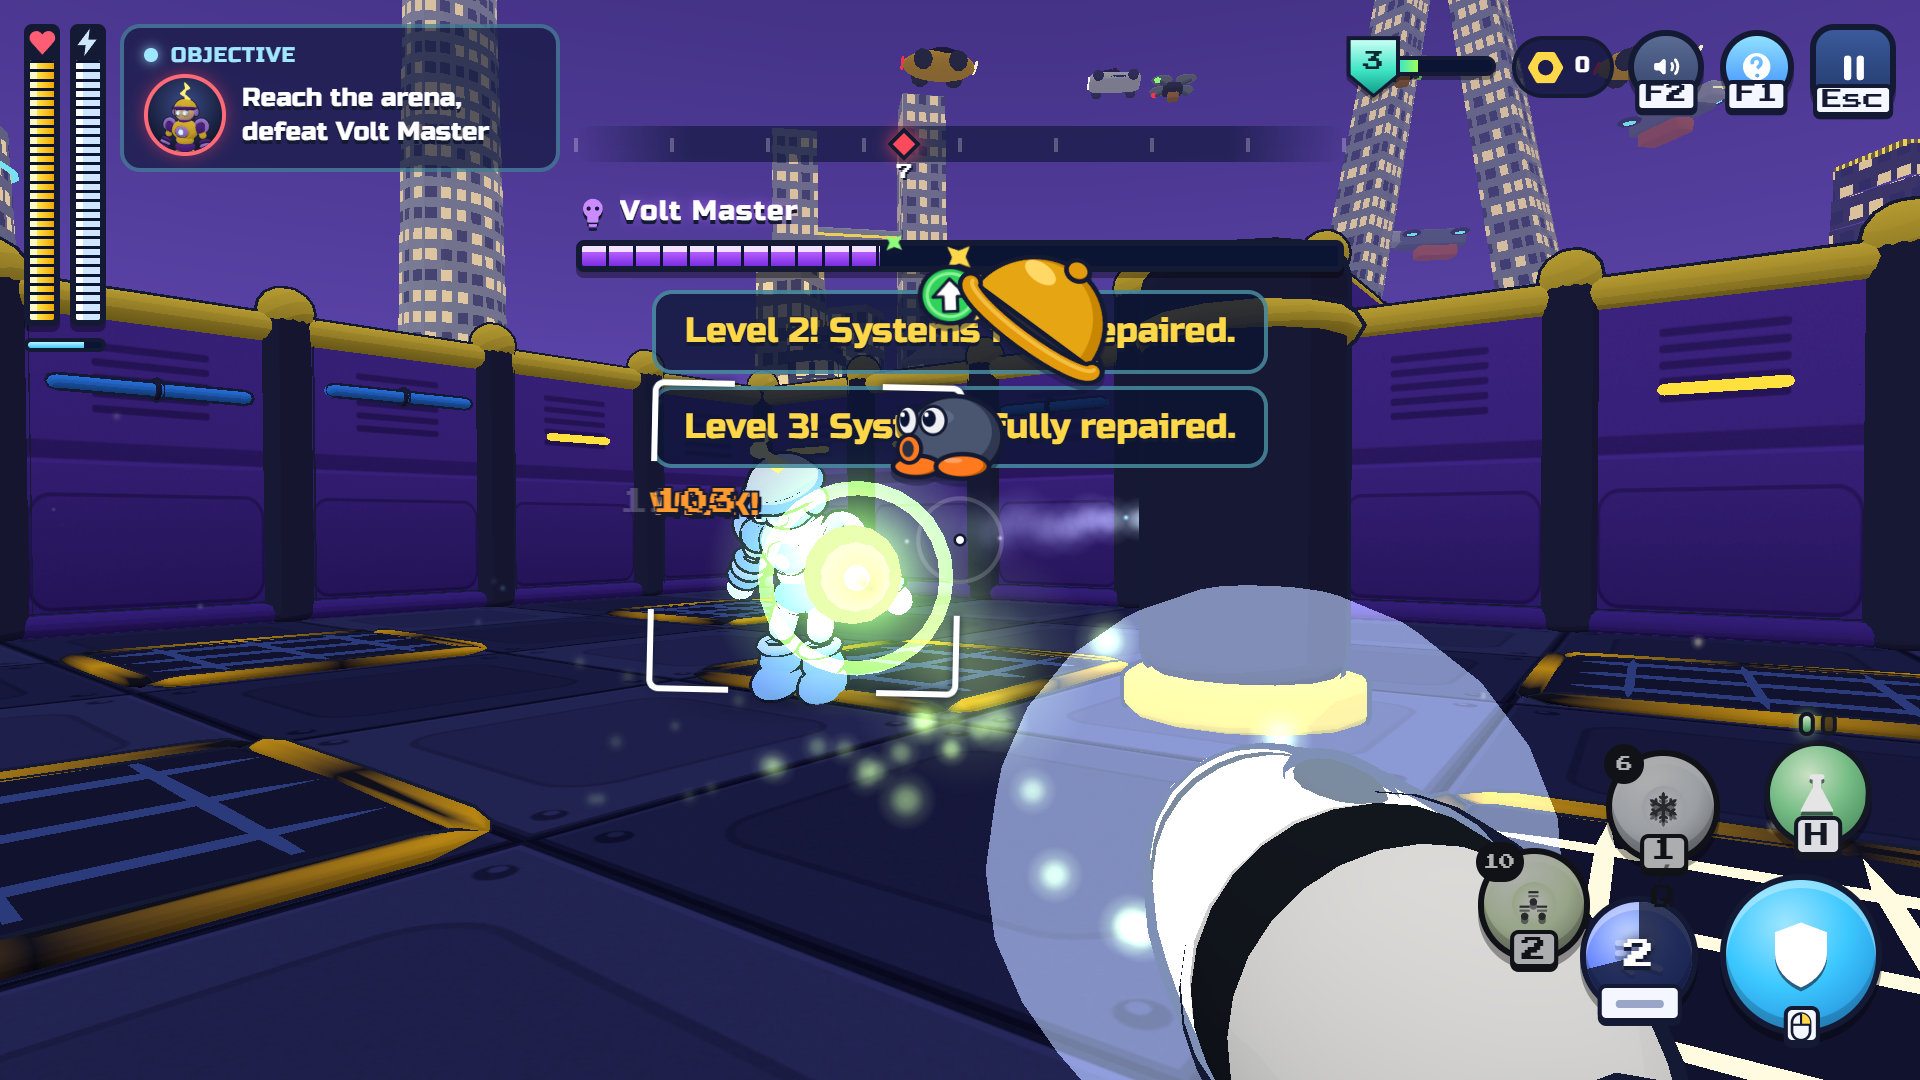 OBJECTIVE
Reach the arena,
defeat Volt Master
3
0
F2
F1
Esc
7
Volt Master
Level 2! Systems epaired.
Level 3! Sys fully repaired.
6
1
H
10
2
2